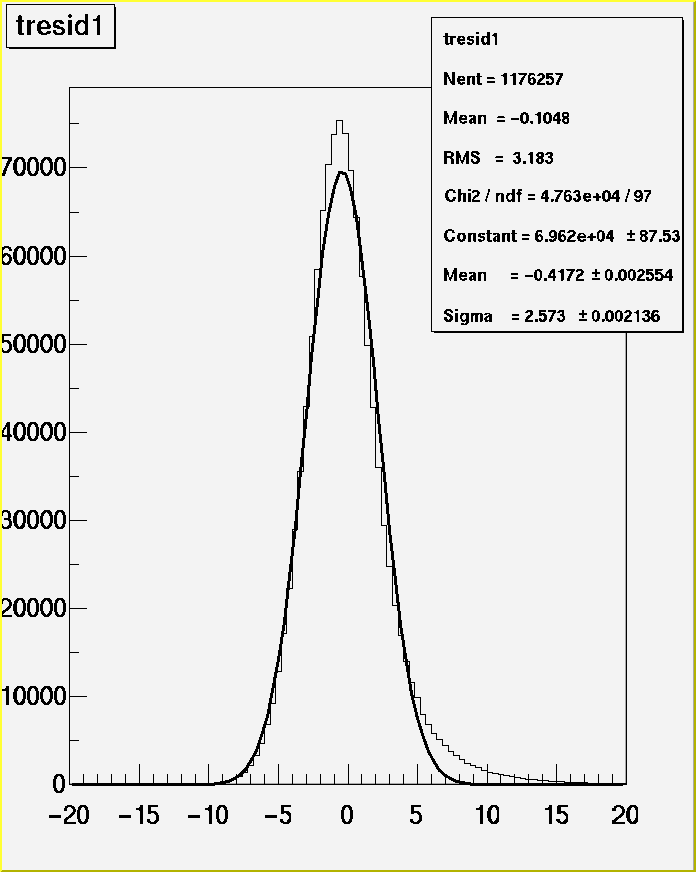 tresid1
tresid1
Nent = 1176257
Mean = −0.1048
RMS = 3.183
Chi2 / ndf = 4.763e+04 / 97
Constant = 6.962e+04 ± 87.53
Mean = −0.4172 ± 0.002554
Sigma = 2.573 ± 0.002136
70000
60000
50000
40000
30000
20000
10000
0
−20 −15 −10 −5 0 5 10 15 20